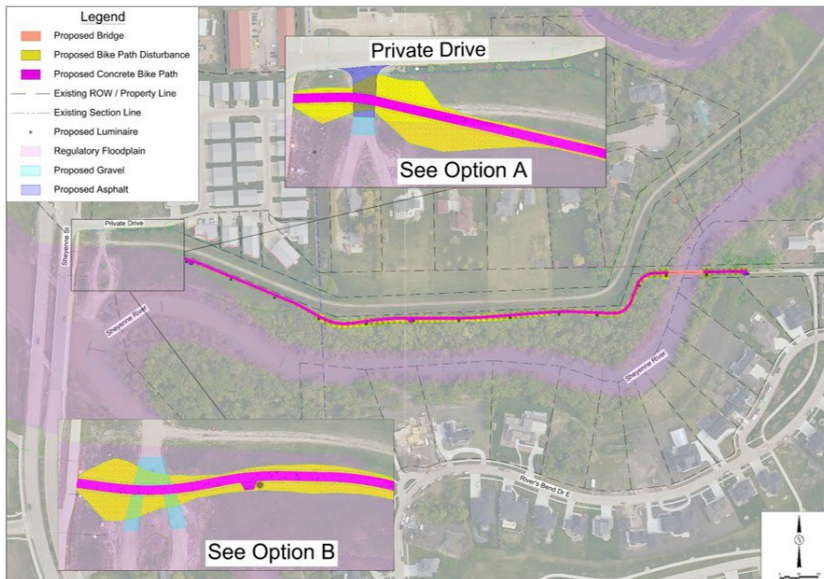 Legend
Proposed Bridge
Proposed Bike Path Disturbance
Proposed Concrete Bike Path
Existing ROW / Property Line
Existing Section Line
Proposed Luminaire
Regulatory Floodplain
Proposed Gravel
Proposed Asphalt
Private Drive
See Option A
Private Drive
Sheyenne St
Sheyenne River
Sheyenne River
River's Bend Dr E
See Option B